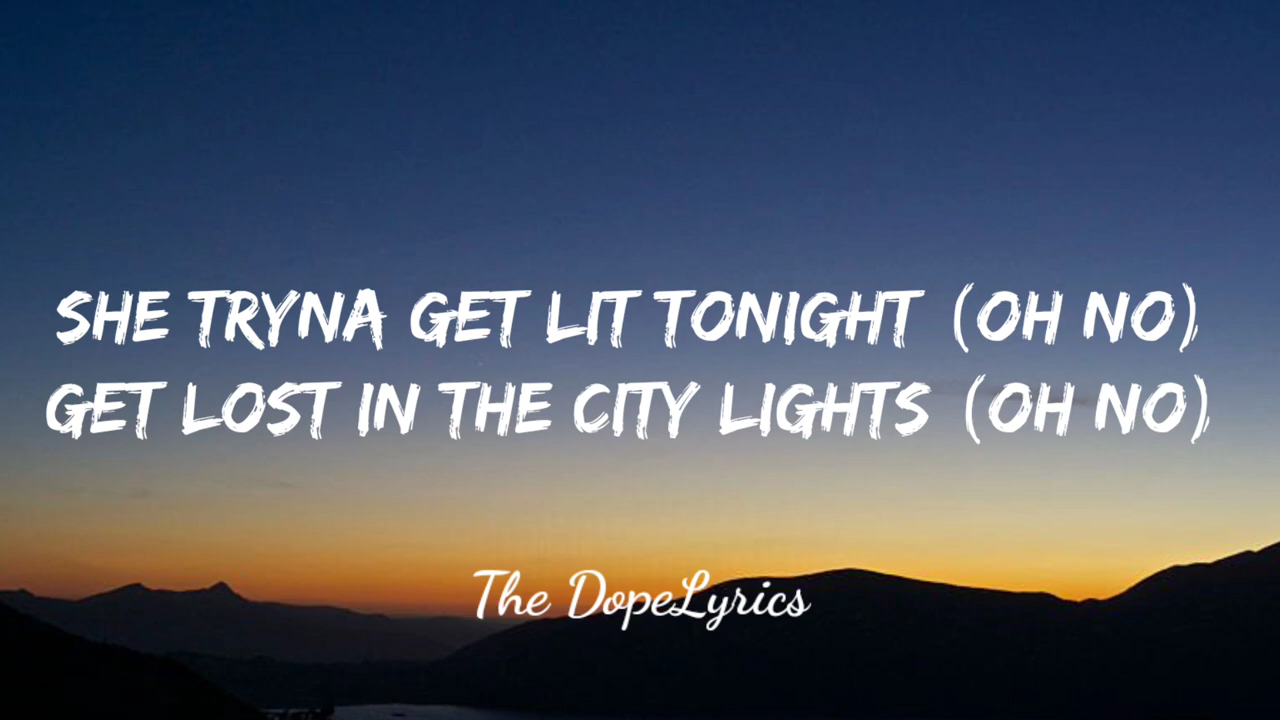 SHE TRYNA GET LIT TONIGHT (OH NO)
GET LOST IN THE CITY LIGHTS (OH NO)
The DopeLyrics